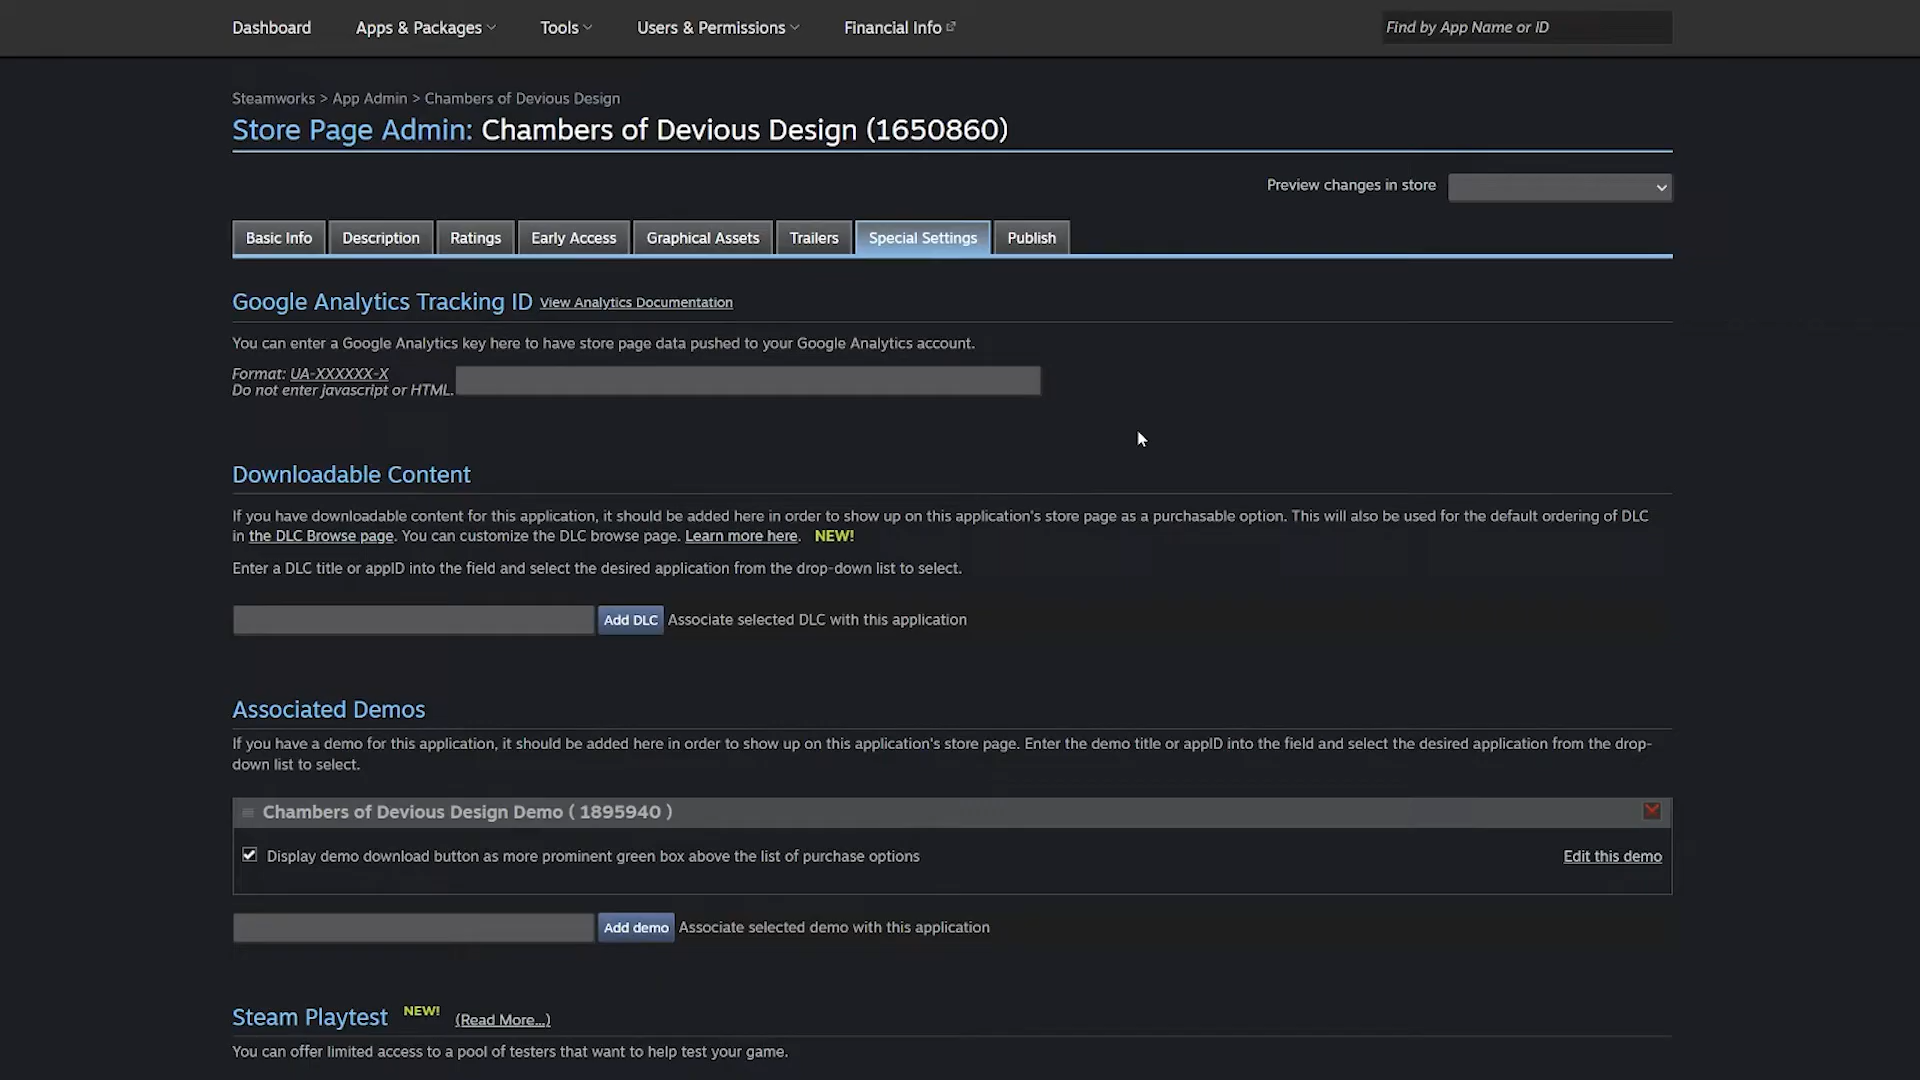 Dashboard Apps & Packages Tools Users & Permissions Financial Info Find by App Name or ID
Steamworks > App Admin > Chambers of Devious Design
Store Page Admin: Chambers of Devious Design (1650860)
Preview changes in store
Basic Info Description Ratings Early Access Graphical Assets Trailers Special Settings Publish
Google Analytics Tracking ID View Analytics Documentation
You can enter a Google Analytics key here to have store page data pushed to your Google Analytics account.
Format: UA-XXXXXX-X
Do not enter javascript or HTML.
Downloadable Content
If you have downloadable content for this application, it should be added here in order to show up on this application's store page as a purchasable option. This will also be used for the default ordering of DLC
in the DLC Browse page. You can customize the DLC browse page. Learn more here. NEW!
Enter a DLC title or appID into the field and select the desired application from the drop-down list to select.
Add DLC Associate selected DLC with this application
Associated Demos
If you have a demo for this application, it should be added here in order to show up on this application's store page. Enter the demo title or appID into the field and select the desired application from the drop-
down list to select.
Chambers of Devious Design Demo ( 1895940 )
Display demo download button as more prominent green box above the list of purchase options Edit this demo
Add demo Associate selected demo with this application
Steam Playtest NEW! (Read More...)
You can offer limited access to a pool of testers that want to help test your game.